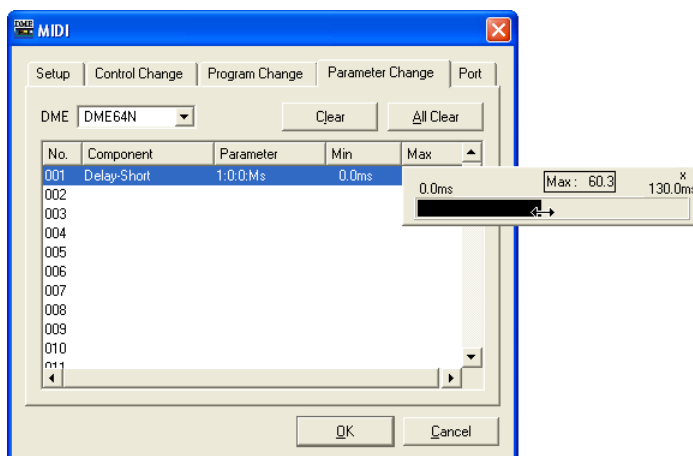 DME MIDI
Setup Control Change Program Change Parameter Change Port
DME DME64N Clear All Clear
No. Component Parameter Min Max
001 Delay-Short 1:0:0:Ms 0.0ms
0.0ms Max: 60.3 x 130.0ms
002
003
004
005
006
007
008
009
010
011
OK Cancel